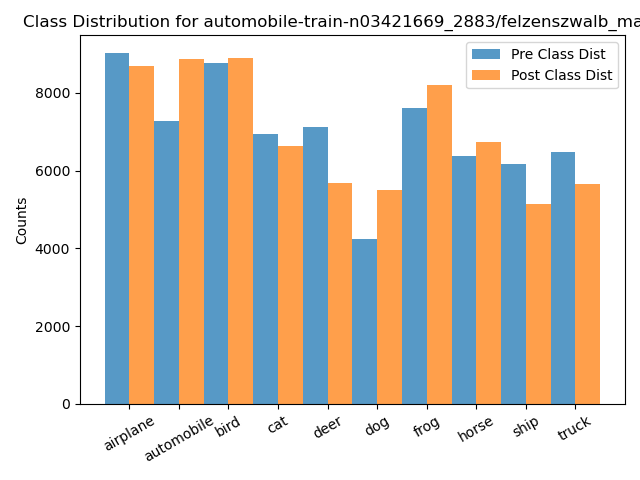 Class Distribution for automobile-train-n03421669_2883/felzenszwalb_ma
Pre Class Dist
Post Class Dist
Counts
8000
6000
4000
2000
0
airplane
automobile
bird
cat
deer
dog
frog
horse
ship
truck